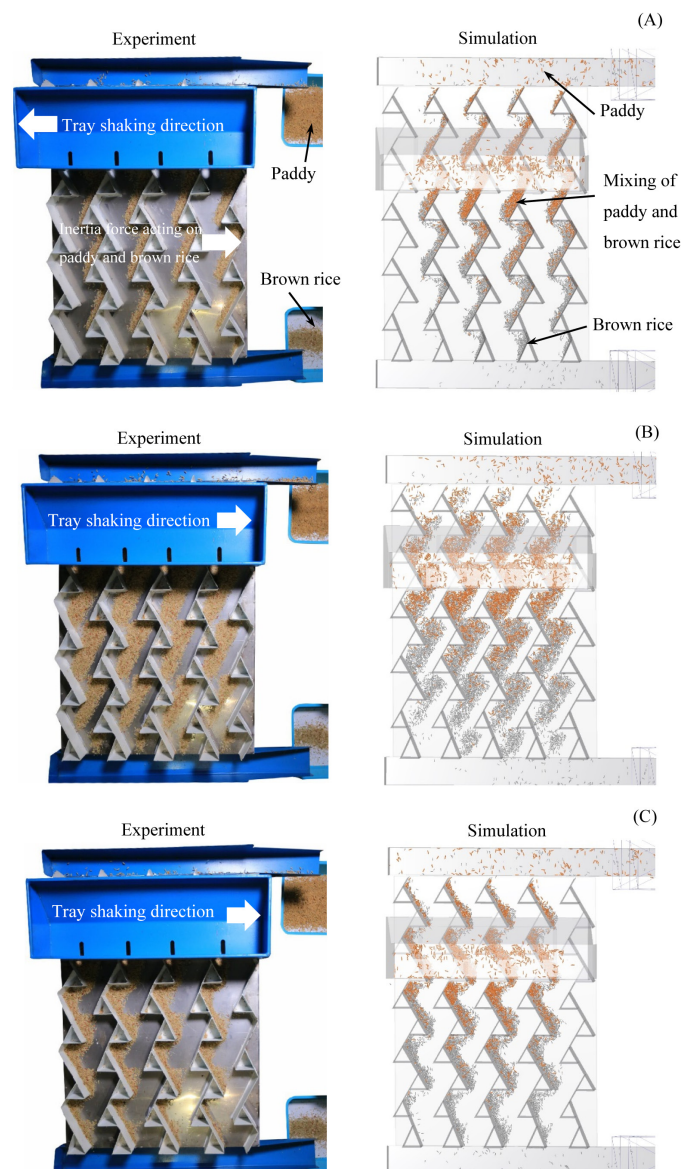 (A)
Experiment
Simulation
Tray shaking direction
Paddy
Paddy
Inertia force acting on
paddy and brown rice
Mixing of
paddy and
brown rice
Brown rice
Brown rice
(B)
Experiment
Simulation
Tray shaking direction
(C)
Experiment
Simulation
Tray shaking direction